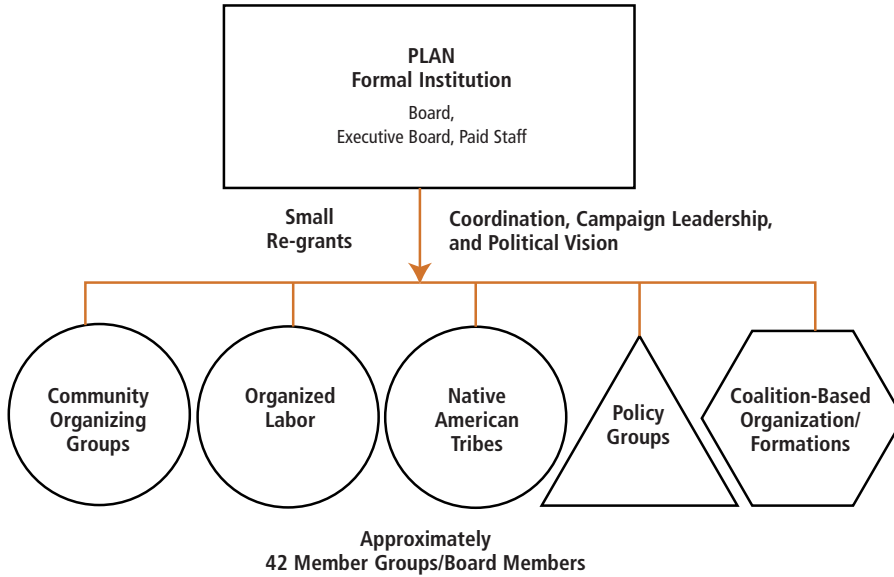 PLAN
Formal Institution
Board,
Executive Board, Paid Staff
Small
Re-grants
Coordination, Campaign Leadership,
and Political Vision
Community
Organizing
Groups
Organized
Labor
Native
American
Tribes
Policy
Groups
Coalition-Based
Organization/
Formations
Approximately
42 Member Groups/Board Members